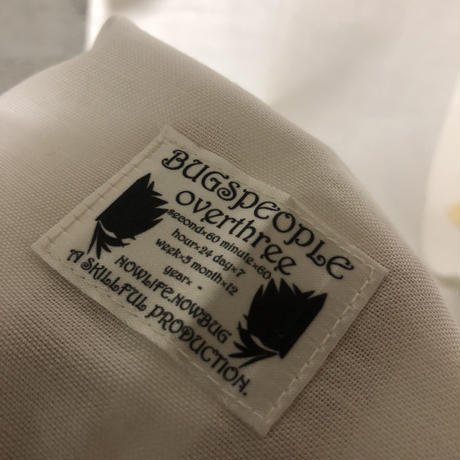 BUGSPEOPLE
overthree
second×60 minute×60
hour×24 day×7
week×5 month×12
year× -
NOWLIFE.NOWBUG
A SKILLFUL PRODUCTION.